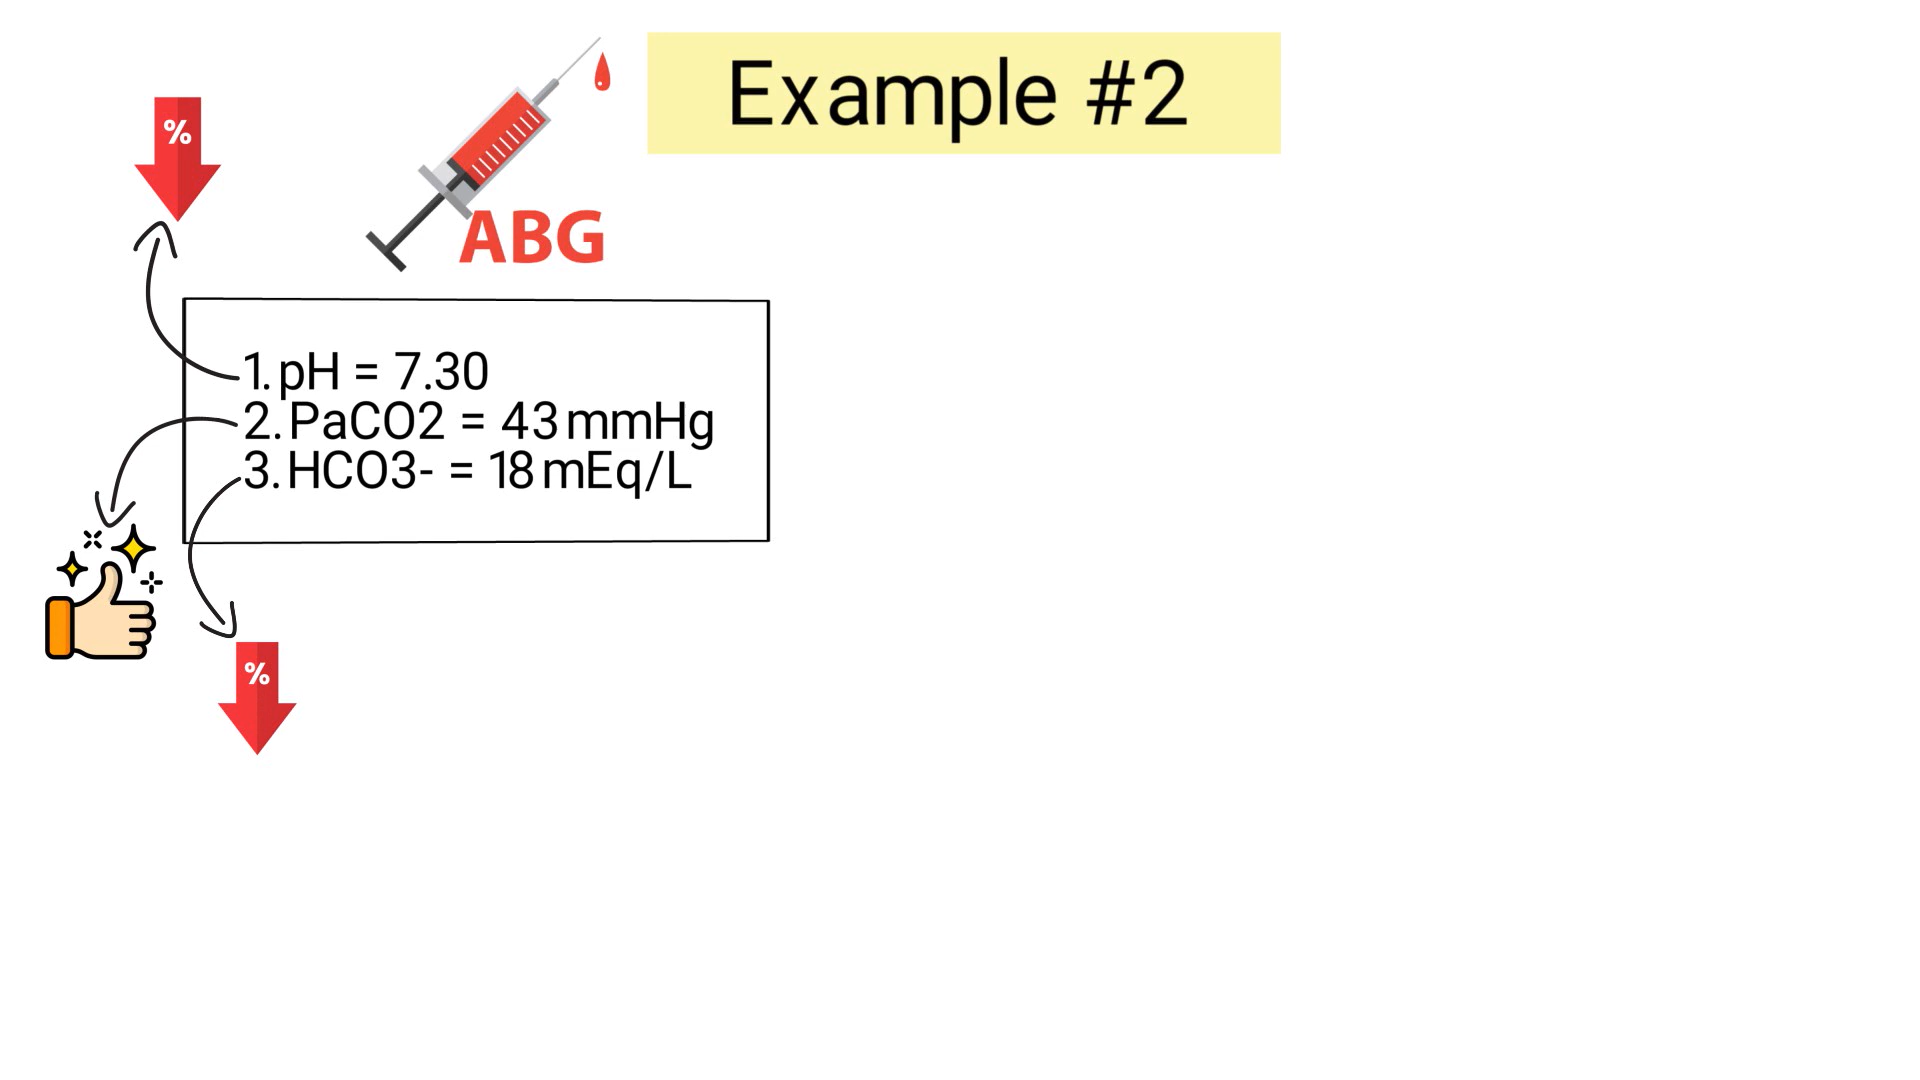 Example #2
%
ABG
1. pH = 7.30
2. PaCO2 = 43 mmHg
3. HCO3- = 18 mEq/L
%